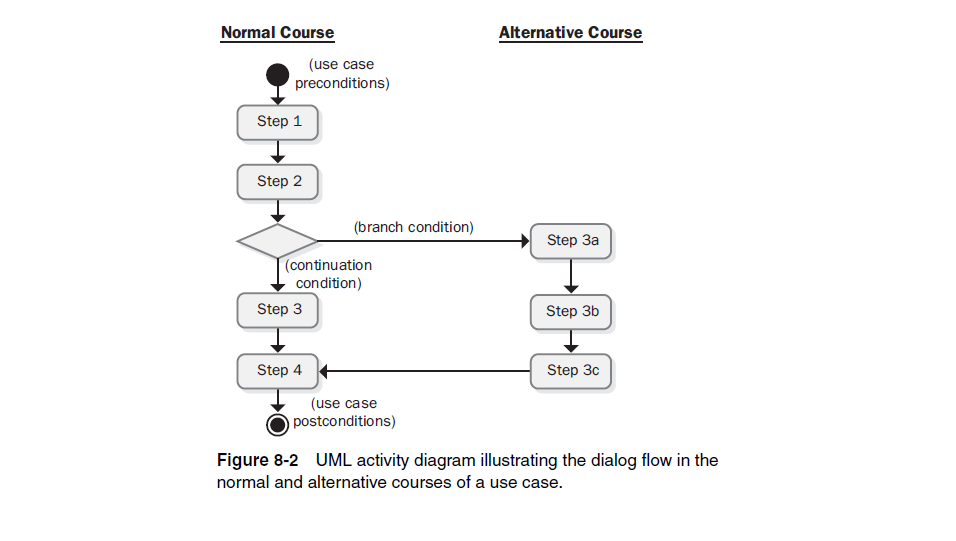 Normal Course
Alternative Course
(use case
preconditions)
Step 1
Step 2
(branch condition)
Step 3a
(continuation
condition)
Step 3
Step 3b
Step 4
Step 3c
(use case
postconditions)
Figure 8-2 UML activity diagram illustrating the dialog flow in the
normal and alternative courses of a use case.